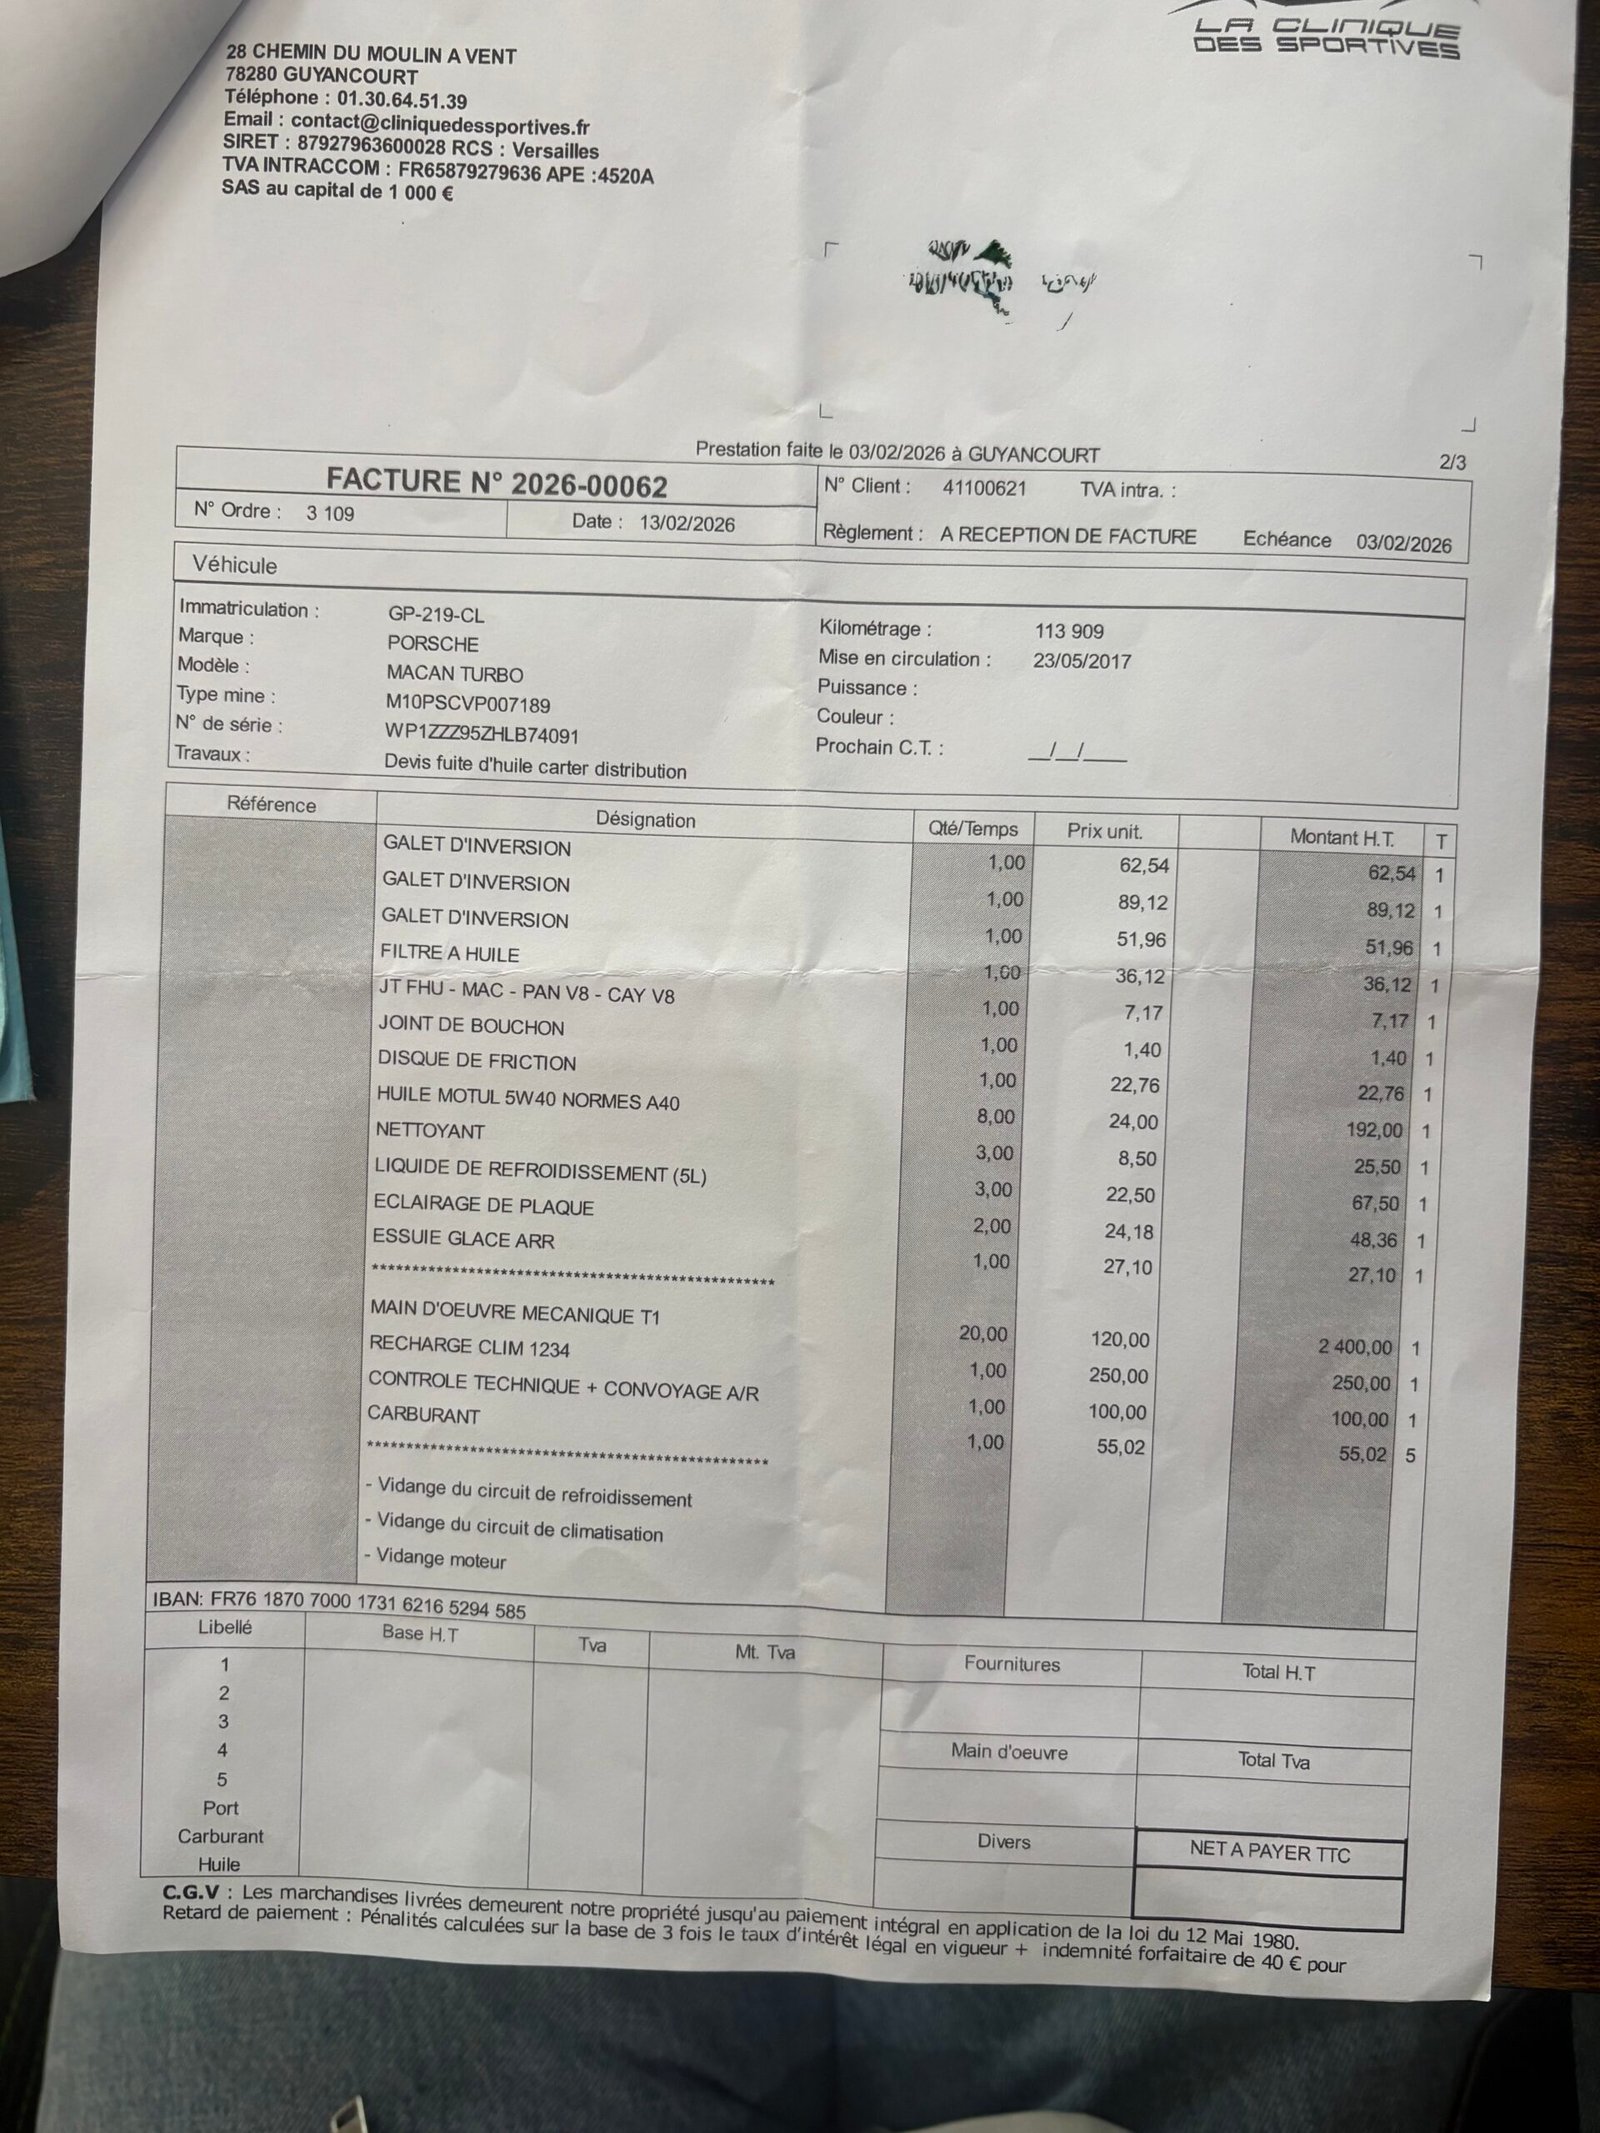 LA CLINIQUE
DES SPORTIVES
28 CHEMIN DU MOULIN A VENT
78280 GUYANCOURT
Téléphone : 01.30.64.51.39
Email : contact@cliniquedessportives.fr
SIRET : 87927963600028 RCS : Versailles
TVA INTRACCOM : FR65879279636 APE :4520A
SAS au capital de 1 000 €
Prestation faite le 03/02/2026 à GUYANCOURT
2/3
FACTURE N° 2026-00062
N° Client : 41100621 TVA intra. :
N° Ordre : 3 109 Date : 13/02/2026
Règlement : A RECEPTION DE FACTURE Echéance 03/02/2026
Véhicule
Immatriculation : GP-219-CL Kilométrage : 113 909
Marque : PORSCHE Mise en circulation : 23/05/2017
Modèle : MACAN TURBO Puissance :
Type mine : M10PSCVP007189 Couleur :
N° de série : WP1ZZZ95ZHLB74091 Prochain C.T. : __/__/____
Travaux : Devis fuite d'huile carter distribution
Référence Désignation Qté/Temps Prix unit. Montant H.T. T
GALET D'INVERSION 1,00 62,54 62,54 1
GALET D'INVERSION 1,00 89,12 89,12 1
GALET D'INVERSION 1,00 51,96 51,96 1
FILTRE A HUILE 1,00 36,12 36,12 1
JT FHU - MAC - PAN V8 - CAY V8 1,00 7,17 7,17 1
JOINT DE BOUCHON 1,00 1,40 1,40 1
DISQUE DE FRICTION 1,00 22,76 22,76 1
HUILE MOTUL 5W40 NORMES A40 8,00 24,00 192,00 1
NETTOYANT 3,00 8,50 25,50 1
LIQUIDE DE REFROIDISSEMENT (5L) 3,00 22,50 67,50 1
ECLAIRAGE DE PLAQUE 2,00 24,18 48,36 1
ESSUIE GLACE ARR 1,00 27,10 27,10 1
**************************************************
MAIN D'OEUVRE MECANIQUE T1 20,00 120,00 2 400,00 1
RECHARGE CLIM 1234 1,00 250,00 250,00 1
CONTROLE TECHNIQUE + CONVOYAGE A/R 1,00 100,00 100,00 1
CARBURANT 1,00 55,02 55,02 5
**************************************************
- Vidange du circuit de refroidissement
- Vidange du circuit de climatisation
- Vidange moteur
IBAN: FR76 1870 7000 1731 6216 5294 585
Libellé Base H.T Tva Mt. Tva Fournitures Total H.T
1
2
3
4 Main d'oeuvre Total Tva
5
Port
Carburant Divers NET A PAYER TTC
Huile
C.G.V : Les marchandises livrées demeurent notre propriété jusqu'au paiement intégral en application de la loi du 12 Mai 1980.
Retard de paiement : Pénalités calculées sur la base de 3 fois le taux d'intérêt légal en vigueur + indemnité forfaitaire de 40 € pour